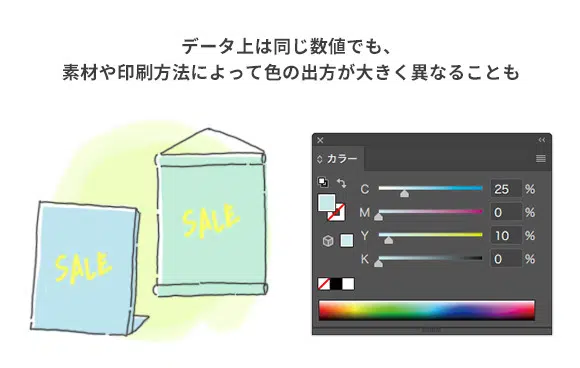 データ上は同じ数値でも、
素材や印刷方法によって色の出方が大きく異なることも
SALE
SALE
カラー
C 25 %
M 0 %
Y 10 %
K 0 %